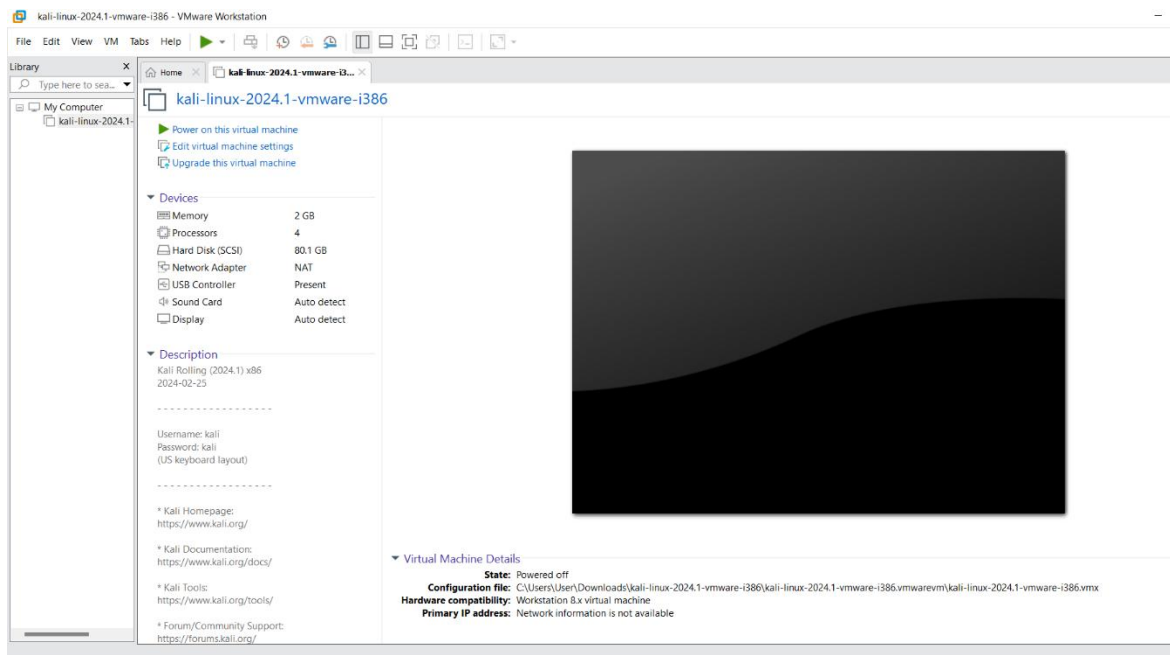 kali-linux-2024.1-vmware-i386 - VMware Workstation
File Edit View VM Tabs Help
Library X
Home
kali-linux-2024.1-vmware-i3...
Type here to sea...
My Computer
kali-linux-2024.1-
kali-linux-2024.1-vmware-i386
Power on this virtual machine
Edit virtual machine settings
Upgrade this virtual machine
Devices
Memory 2 GB
Processors 4
Hard Disk (SCSI) 80.1 GB
Network Adapter NAT
USB Controller Present
Sound Card Auto detect
Display Auto detect
Description
Kali Rolling (2024.1) x86
2024-02-25
- - - - - - - - - - - - - - - - - -
Username: kali
Password: kali
(US keyboard layout)
- - - - - - - - - - - - - - - - - -
* Kali Homepage:
https://www.kali.org/
* Kali Documentation:
https://www.kali.org/docs/
* Kali Tools:
https://www.kali.org/tools/
* Forum/Community Support:
https://forums.kali.org/
Virtual Machine Details
State: Powered off
Configuration file: C:\Users\User\Downloads\kali-linux-2024.1-vmware-i386\kali-linux-2024.1-vmware-i386.vmwarevm\kali-linux-2024.1-vmware-i386.vmx
Hardware compatibility: Workstation 8.x virtual machine
Primary IP address: Network information is not available